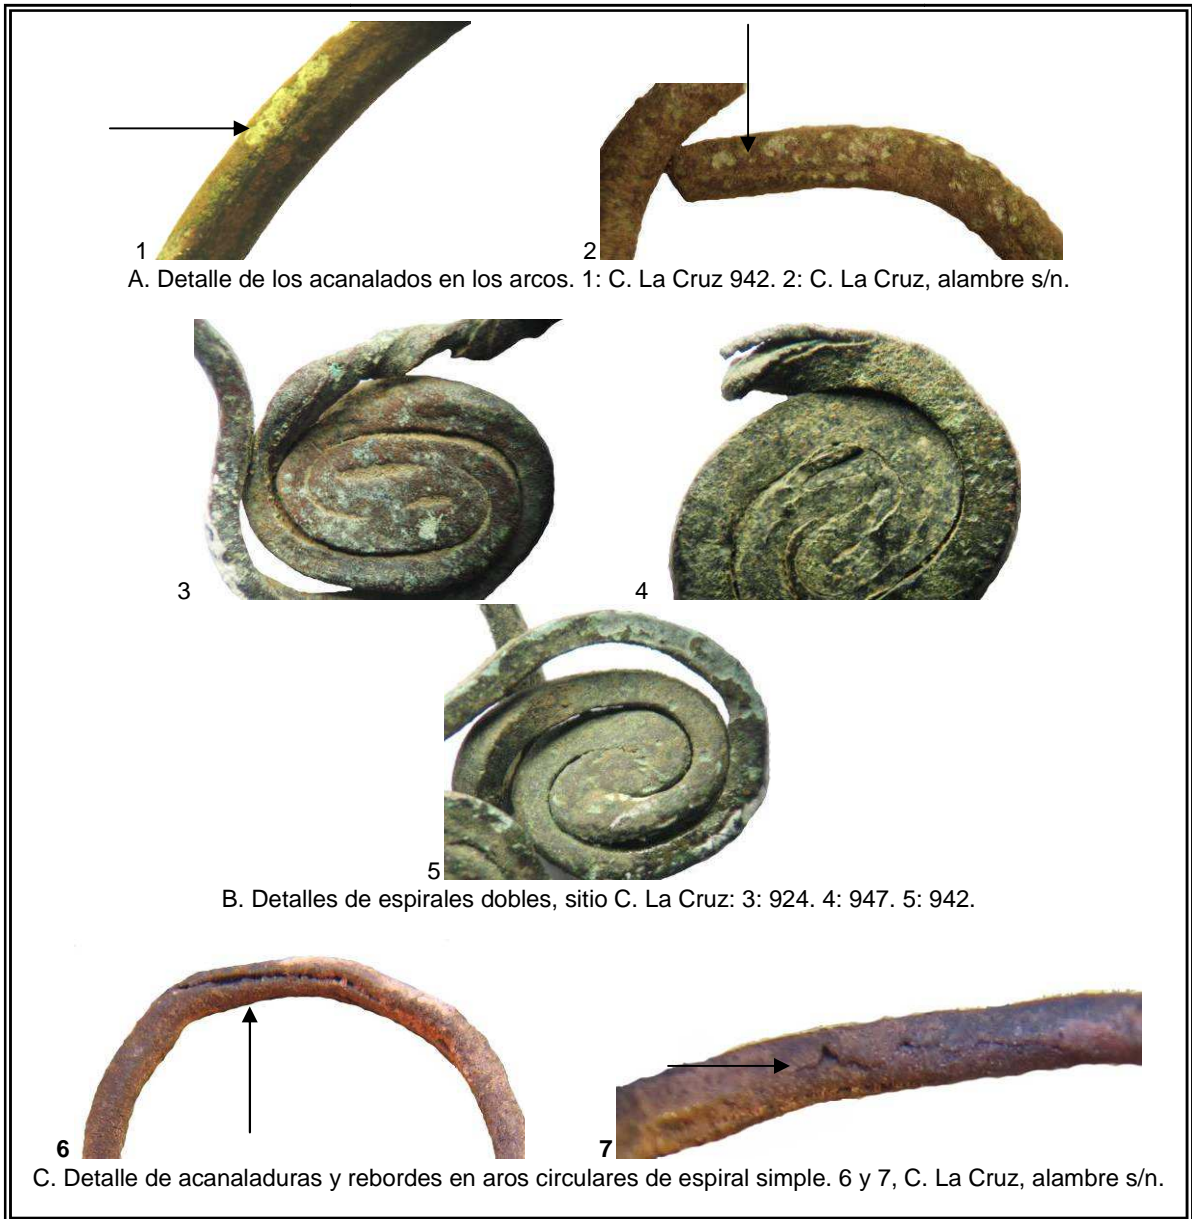 1
2
A. Detalle de los acanalados en los arcos. 1: C. La Cruz 942. 2: C. La Cruz, alambre s/n.
3
4
5
B. Detalles de espirales dobles, sitio C. La Cruz: 3: 924. 4: 947. 5: 942.
6
7
C. Detalle de acanaladuras y rebordes en aros circulares de espiral simple. 6 y 7, C. La Cruz, alambre s/n.